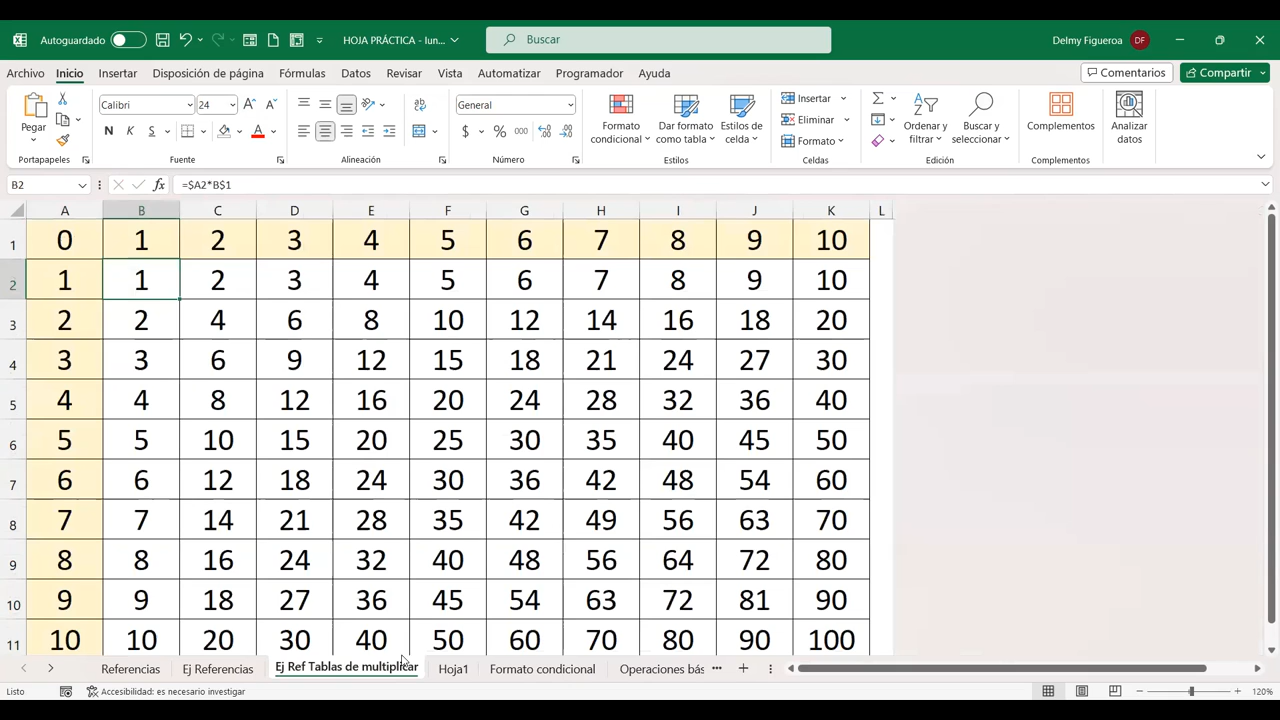 Autoguardado
HOJA PRÁCTICA - lun...
Buscar
Delmy Figueroa
DF
Archivo Inicio Insertar Disposición de página Fórmulas Datos Revisar Vista Automatizar Programador Ayuda
Comentarios
Compartir
Pegar
Portapapeles
Calibri 24
N K S
Fuente
Alineación
General
$ % 000
Número
Formato condicional
Dar formato como tabla
Estilos de celda
Estilos
Insertar
Eliminar
Formato
Celdas
Ordenar y filtrar
Buscar y seleccionar
Edición
Complementos
Complementos
Analizar datos
B2
fx =$A2*B$1
A B C D E F G H I J K L
1 0 1 2 3 4 5 6 7 8 9 10
2 1 1 2 3 4 5 6 7 8 9 10
3 2 2 4 6 8 10 12 14 16 18 20
4 3 3 6 9 12 15 18 21 24 27 30
5 4 4 8 12 16 20 24 28 32 36 40
6 5 5 10 15 20 25 30 35 40 45 50
7 6 6 12 18 24 30 36 42 48 54 60
8 7 7 14 21 28 35 42 49 56 63 70
9 8 8 16 24 32 40 48 56 64 72 80
10 9 9 18 27 36 45 54 63 72 81 90
11 10 10 20 30 40 50 60 70 80 90 100
Referencias Ej Referencias Ej Ref Tablas de multiplicar Hoja1 Formato condicional Operaciones bás ...
Listo
Accesibilidad: es necesario investigar
120%